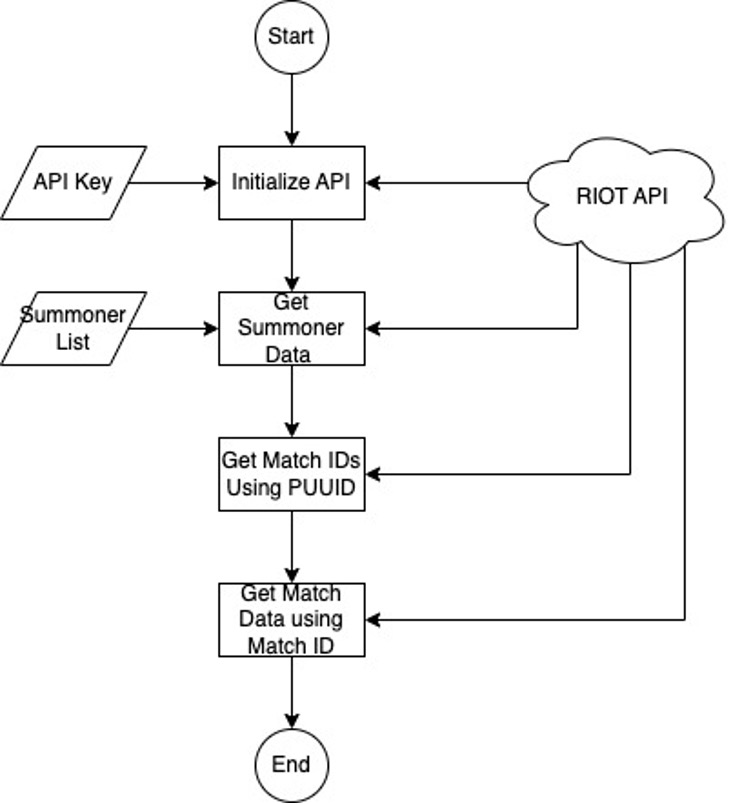 Start
API Key
Initialize API
RIOT API
Summoner
List
Get
Summoner
Data
Get Match IDs
Using PUUID
Get Match
Data using
Match ID
End